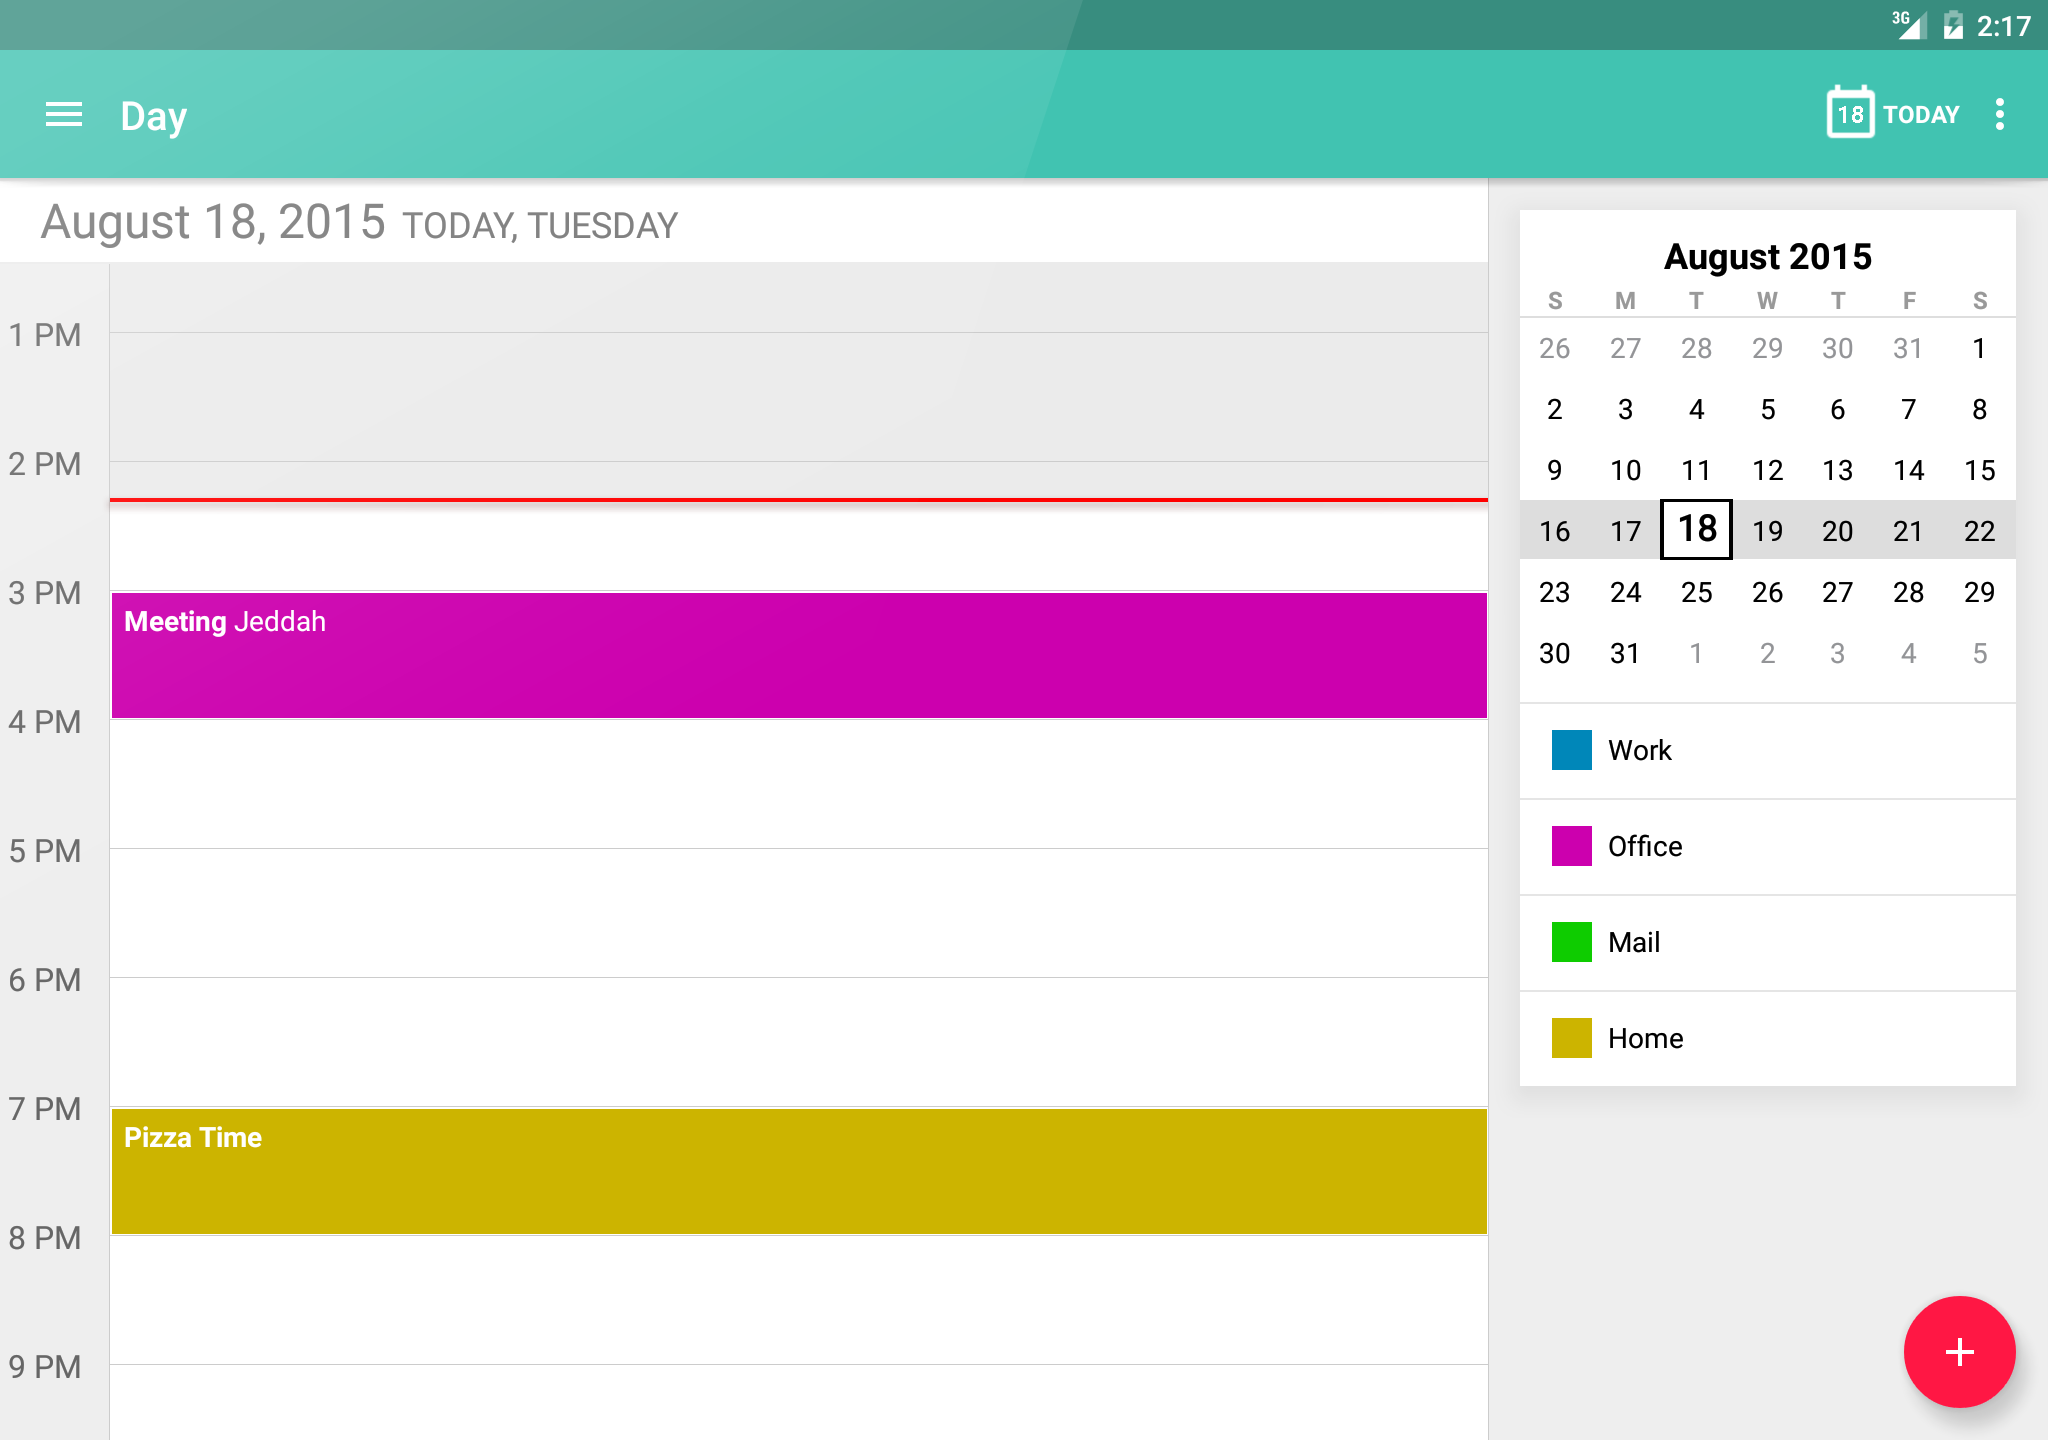 3G 2:17
Day
18 TODAY
August 18, 2015 TODAY, TUESDAY
1 PM
2 PM
3 PM
Meeting Jeddah
4 PM
5 PM
6 PM
7 PM
Pizza Time
8 PM
9 PM
August 2015
S M T W T F S
26 27 28 29 30 31 1
2 3 4 5 6 7 8
9 10 11 12 13 14 15
16 17 18 19 20 21 22
23 24 25 26 27 28 29
30 31 1 2 3 4 5
Work
Office
Mail
Home